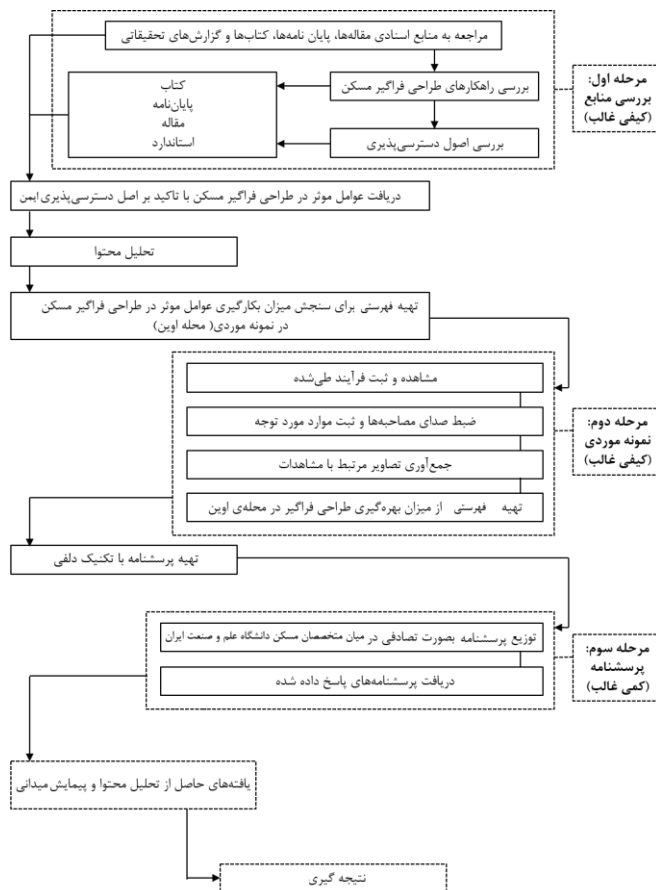 مراجعه به منابع اسنادی مقاله‌ها، پایان نامه‌ها، کتاب‌ها و گزارش‌های تحقیقاتی
مرحله اول:
بررسی منابع
(کیفی غالب)
بررسی راهکارهای طراحی فراگیر مسکن
بررسی اصول دسترسی‌پذیری
کتاب
پایان‌نامه
مقاله
استاندارد
دریافت عوامل موثر در طراحی فراگیر مسکن با تاکید بر اصل دسترسی‌پذیری ایمن
تحلیل محتوا
تهیه فهرستی برای سنجش میزان بکارگیری عوامل موثر در طراحی فراگیر مسکن
در نمونه موردی( محله اوین)
مشاهده و ثبت فرآیند طی‌شده
ضبط صدای مصاحبه‌ها و ثبت موارد مورد توجه
جمع‌آوری تصاویر مرتبط با مشاهدات
تهیه فهرستی از میزان بهره‌گیری طراحی فراگیر در محله‌ی اوین
مرحله دوم:
نمونه موردی
(کیفی غالب)
تهیه پرسشنامه با تکنیک دلفی
توزیع پرسشنامه بصورت تصادفی در میان متخصصان مسکن دانشگاه علم و صنعت ایران
دریافت پرسشنامه‌های پاسخ داده شده
مرحله سوم:
پرسشنامه
(کمی غالب)
یافته‌های حاصل از تحلیل محتوا و پیمایش میدانی
نتیجه گیری